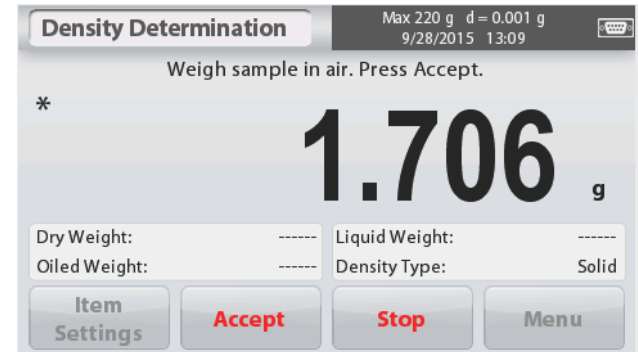 Density Determination
Max 220 g d = 0.001 g
9/28/2015 13:09
Weigh sample in air. Press Accept.
*
1.706 g
Dry Weight: ------ Liquid Weight: ------
Oiled Weight: ------ Density Type: Solid
Item
Settings
Accept
Stop
Menu